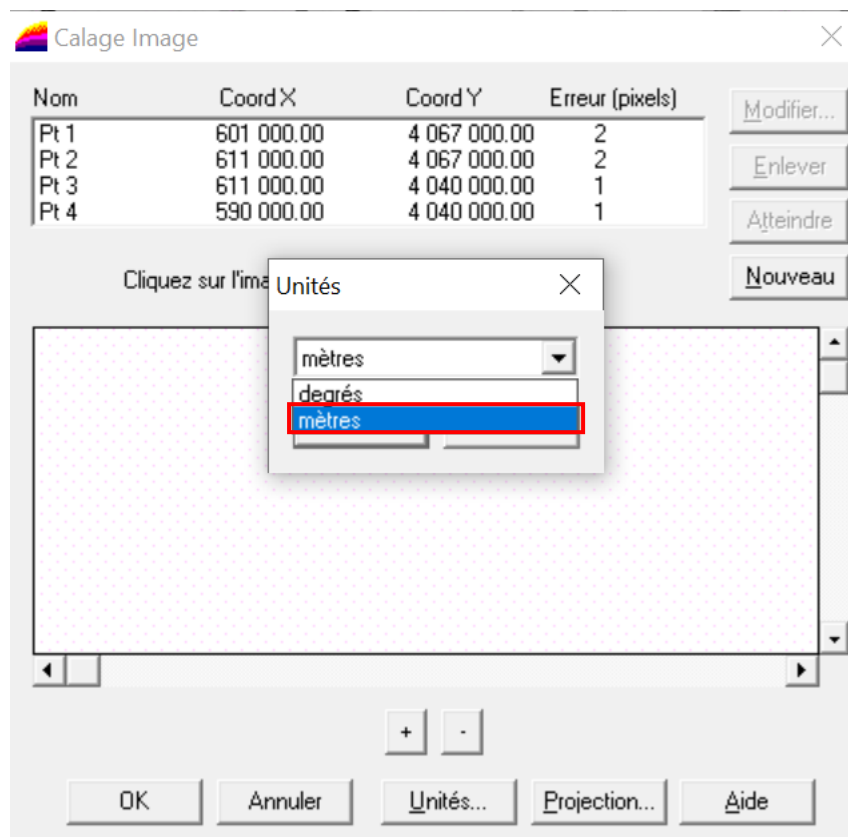 Calage Image
Nom Coord X Coord Y Erreur (pixels)
Pt 1 601 000.00 4 067 000.00 2
Pt 2 611 000.00 4 067 000.00 2
Pt 3 611 000.00 4 040 000.00 1
Pt 4 590 000.00 4 040 000.00 1
Modifier...
Enlever
Atteindre
Nouveau
Cliquez sur l'ima
Unités
mètres
degrés
mètres
+ -
OK Annuler Unités... Projection... Aide